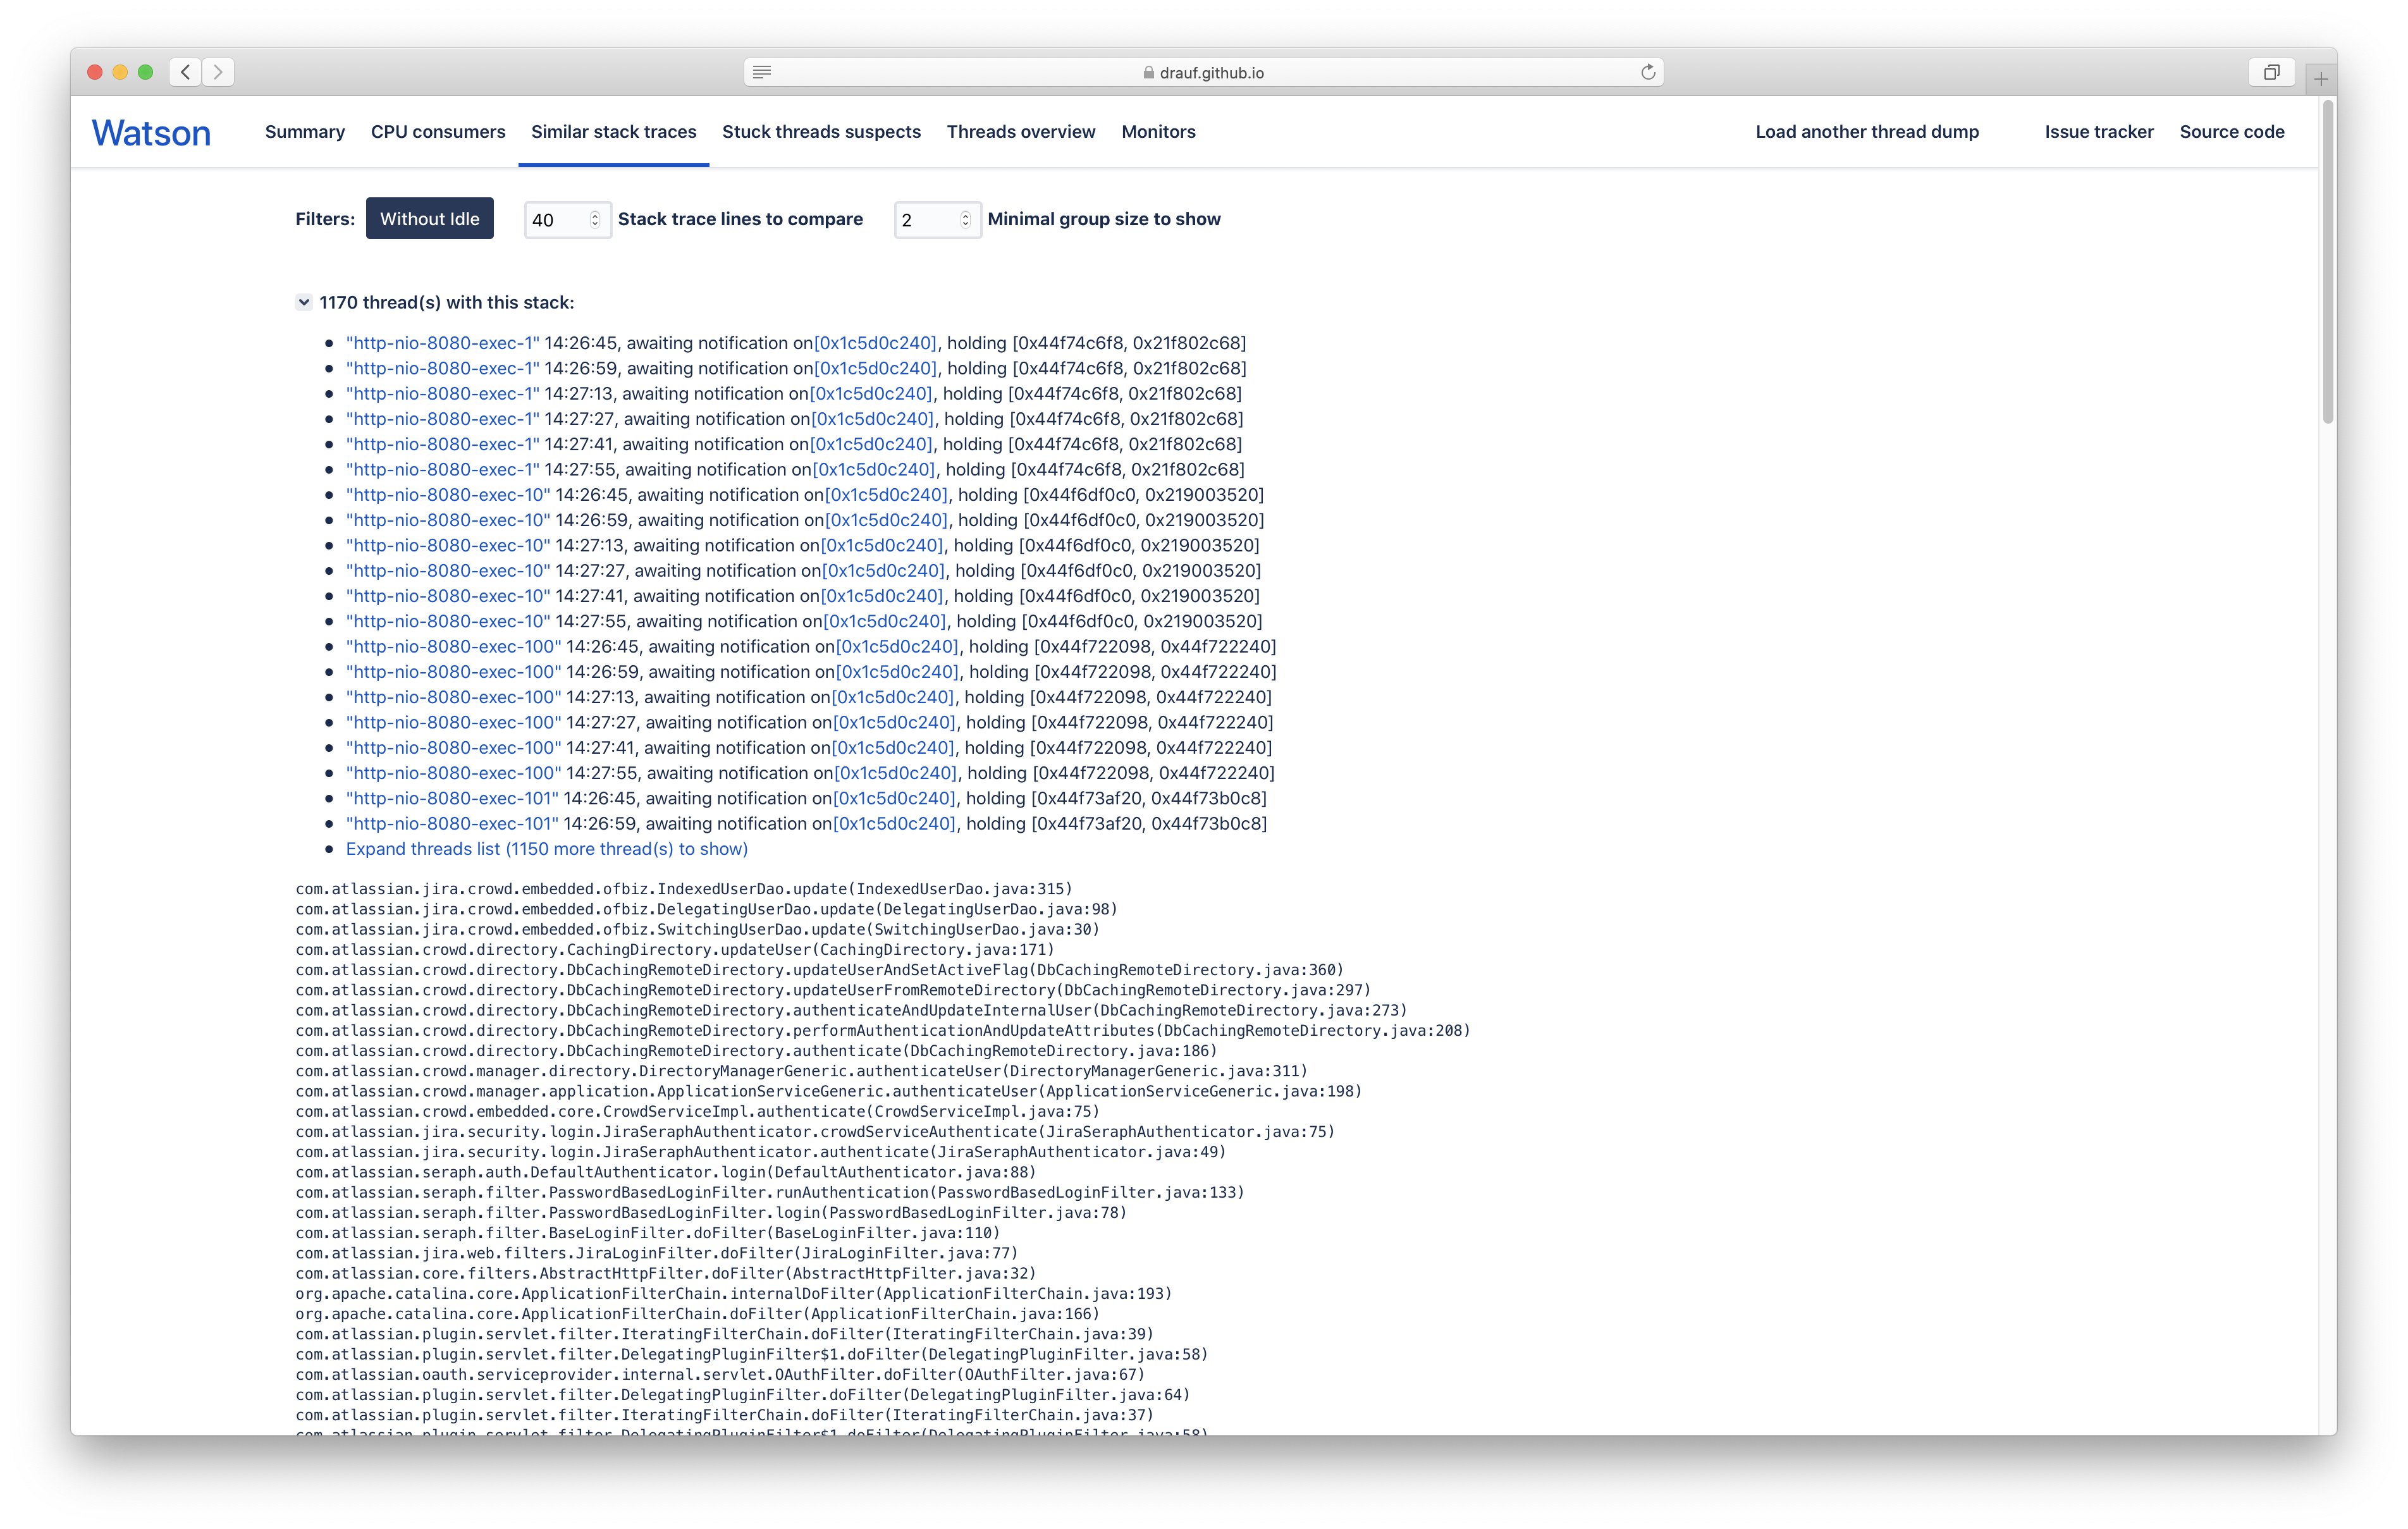 drauf.github.io
Watson Summary CPU consumers Similar stack traces Stuck threads suspects Threads overview Monitors Load another thread dump Issue tracker Source code
Filters: Without Idle 40 Stack trace lines to compare 2 Minimal group size to show
1170 thread(s) with this stack:
"http-nio-8080-exec-1" 14:26:45, awaiting notification on[0x1c5d0c240], holding [0x44f74c6f8, 0x21f802c68]
"http-nio-8080-exec-1" 14:26:59, awaiting notification on[0x1c5d0c240], holding [0x44f74c6f8, 0x21f802c68]
"http-nio-8080-exec-1" 14:27:13, awaiting notification on[0x1c5d0c240], holding [0x44f74c6f8, 0x21f802c68]
"http-nio-8080-exec-1" 14:27:27, awaiting notification on[0x1c5d0c240], holding [0x44f74c6f8, 0x21f802c68]
"http-nio-8080-exec-1" 14:27:41, awaiting notification on[0x1c5d0c240], holding [0x44f74c6f8, 0x21f802c68]
"http-nio-8080-exec-1" 14:27:55, awaiting notification on[0x1c5d0c240], holding [0x44f74c6f8, 0x21f802c68]
"http-nio-8080-exec-10" 14:26:45, awaiting notification on[0x1c5d0c240], holding [0x44f6df0c0, 0x219003520]
"http-nio-8080-exec-10" 14:26:59, awaiting notification on[0x1c5d0c240], holding [0x44f6df0c0, 0x219003520]
"http-nio-8080-exec-10" 14:27:13, awaiting notification on[0x1c5d0c240], holding [0x44f6df0c0, 0x219003520]
"http-nio-8080-exec-10" 14:27:27, awaiting notification on[0x1c5d0c240], holding [0x44f6df0c0, 0x219003520]
"http-nio-8080-exec-10" 14:27:41, awaiting notification on[0x1c5d0c240], holding [0x44f6df0c0, 0x219003520]
"http-nio-8080-exec-10" 14:27:55, awaiting notification on[0x1c5d0c240], holding [0x44f6df0c0, 0x219003520]
"http-nio-8080-exec-100" 14:26:45, awaiting notification on[0x1c5d0c240], holding [0x44f722098, 0x44f722240]
"http-nio-8080-exec-100" 14:26:59, awaiting notification on[0x1c5d0c240], holding [0x44f722098, 0x44f722240]
"http-nio-8080-exec-100" 14:27:13, awaiting notification on[0x1c5d0c240], holding [0x44f722098, 0x44f722240]
"http-nio-8080-exec-100" 14:27:27, awaiting notification on[0x1c5d0c240], holding [0x44f722098, 0x44f722240]
"http-nio-8080-exec-100" 14:27:41, awaiting notification on[0x1c5d0c240], holding [0x44f722098, 0x44f722240]
"http-nio-8080-exec-100" 14:27:55, awaiting notification on[0x1c5d0c240], holding [0x44f722098, 0x44f722240]
"http-nio-8080-exec-101" 14:26:45, awaiting notification on[0x1c5d0c240], holding [0x44f73af20, 0x44f73b0c8]
"http-nio-8080-exec-101" 14:26:59, awaiting notification on[0x1c5d0c240], holding [0x44f73af20, 0x44f73b0c8]
Expand threads list (1150 more thread(s) to show)
com.atlassian.jira.crowd.embedded.ofbiz.IndexedUserDao.update(IndexedUserDao.java:315)
com.atlassian.jira.crowd.embedded.ofbiz.DelegatingUserDao.update(DelegatingUserDao.java:98)
com.atlassian.jira.crowd.embedded.ofbiz.SwitchingUserDao.update(SwitchingUserDao.java:30)
com.atlassian.crowd.directory.CachingDirectory.updateUser(CachingDirectory.java:171)
com.atlassian.crowd.directory.DbCachingRemoteDirectory.updateUserAndSetActiveFlag(DbCachingRemoteDirectory.java:360)
com.atlassian.crowd.directory.DbCachingRemoteDirectory.updateUserFromRemoteDirectory(DbCachingRemoteDirectory.java:297)
com.atlassian.crowd.directory.DbCachingRemoteDirectory.authenticateAndUpdateInternalUser(DbCachingRemoteDirectory.java:273)
com.atlassian.crowd.directory.DbCachingRemoteDirectory.performAuthenticationAndUpdateAttributes(DbCachingRemoteDirectory.java:208)
com.atlassian.crowd.directory.DbCachingRemoteDirectory.authenticate(DbCachingRemoteDirectory.java:186)
com.atlassian.crowd.manager.directory.DirectoryManagerGeneric.authenticateUser(DirectoryManagerGeneric.java:311)
com.atlassian.crowd.manager.application.ApplicationServiceGeneric.authenticateUser(ApplicationServiceGeneric.java:198)
com.atlassian.crowd.embedded.core.CrowdServiceImpl.authenticate(CrowdServiceImpl.java:75)
com.atlassian.jira.security.login.JiraSeraphAuthenticator.crowdServiceAuthenticate(JiraSeraphAuthenticator.java:75)
com.atlassian.jira.security.login.JiraSeraphAuthenticator.authenticate(JiraSeraphAuthenticator.java:49)
com.atlassian.seraph.auth.DefaultAuthenticator.login(DefaultAuthenticator.java:88)
com.atlassian.seraph.filter.PasswordBasedLoginFilter.runAuthentication(PasswordBasedLoginFilter.java:133)
com.atlassian.seraph.filter.PasswordBasedLoginFilter.login(PasswordBasedLoginFilter.java:78)
com.atlassian.seraph.filter.BaseLoginFilter.doFilter(BaseLoginFilter.java:110)
com.atlassian.jira.web.filters.JiraLoginFilter.doFilter(JiraLoginFilter.java:77)
com.atlassian.core.filters.AbstractHttpFilter.doFilter(AbstractHttpFilter.java:32)
org.apache.catalina.core.ApplicationFilterChain.internalDoFilter(ApplicationFilterChain.java:193)
org.apache.catalina.core.ApplicationFilterChain.doFilter(ApplicationFilterChain.java:166)
com.atlassian.plugin.servlet.filter.IteratingFilterChain.doFilter(IteratingFilterChain.java:39)
com.atlassian.plugin.servlet.filter.DelegatingPluginFilter$1.doFilter(DelegatingPluginFilter.java:58)
com.atlassian.oauth.serviceprovider.internal.servlet.OAuthFilter.doFilter(OAuthFilter.java:67)
com.atlassian.plugin.servlet.filter.DelegatingPluginFilter.doFilter(DelegatingPluginFilter.java:64)
com.atlassian.plugin.servlet.filter.IteratingFilterChain.doFilter(IteratingFilterChain.java:37)
com.atlassian.plugin.servlet.filter.DelegatingPluginFilter$1.doFilter(DelegatingPluginFilter.java:58)